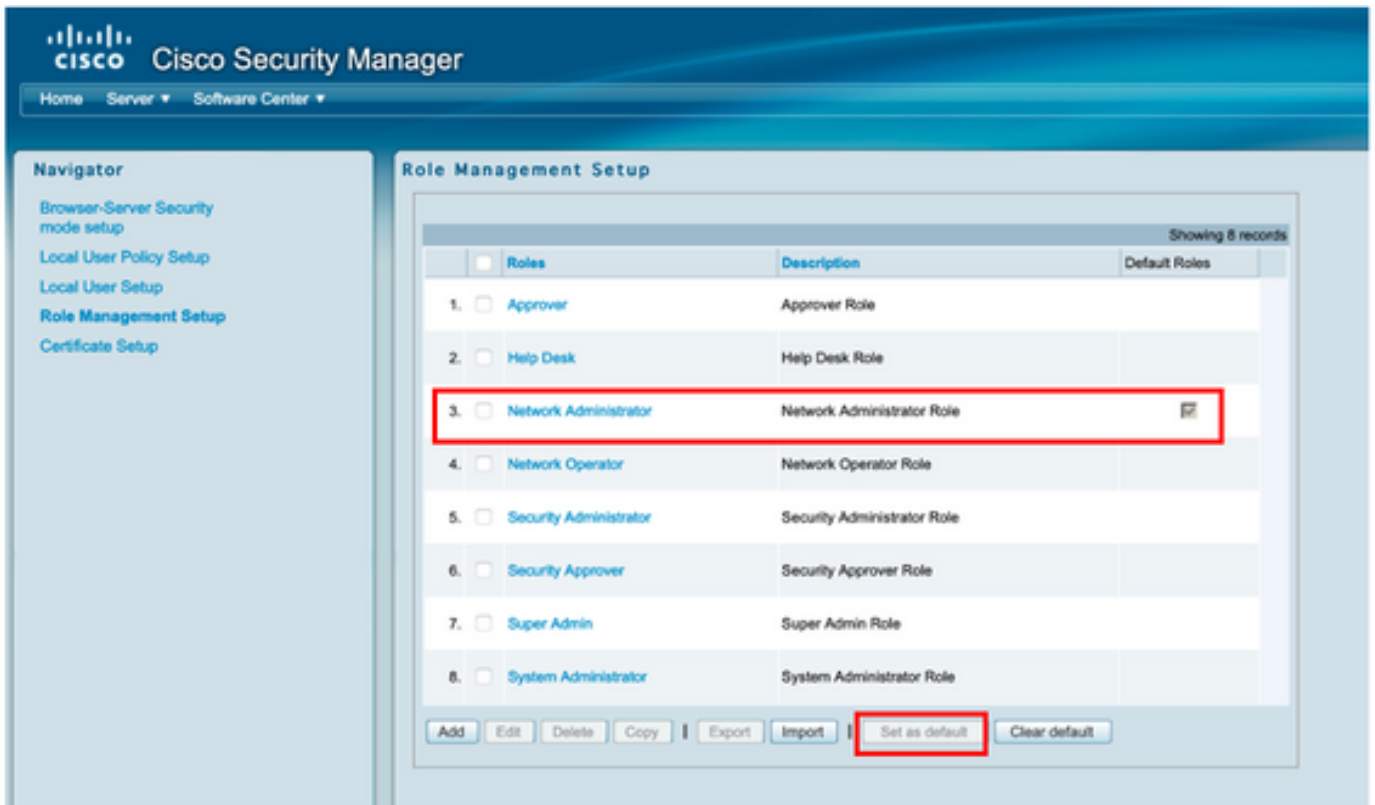 CISCO Cisco Security Manager
Home Server Software Center
Navigator
Browser-Server Security
mode setup
Local User Policy Setup
Local User Setup
Role Management Setup
Certificate Setup
Role Management Setup
Showing 8 records
Roles Description Default Roles
1. Approver Approver Role
2. Help Desk Help Desk Role
3. Network Administrator Network Administrator Role
4. Network Operator Network Operator Role
5. Security Administrator Security Administrator Role
6. Security Approver Security Approver Role
7. Super Admin Super Admin Role
8. System Administrator System Administrator Role
Add Edit Delete Copy | Export Import | Set as default Clear default